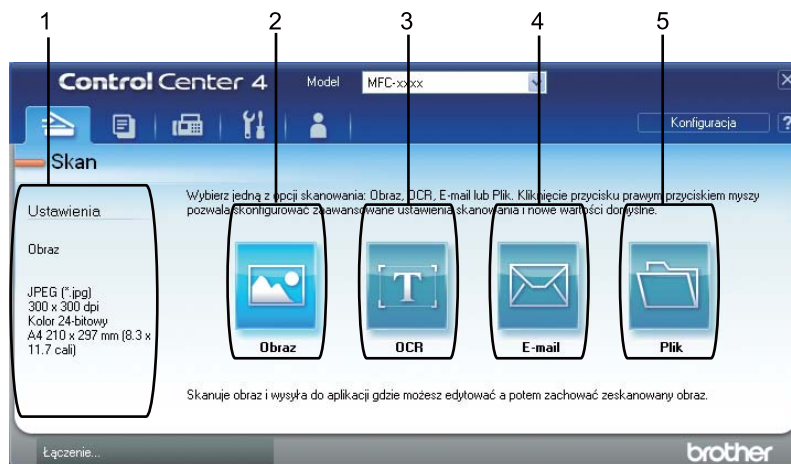 1 2 3 4 5
Control Center 4 Model MFC-xxxx
Konfiguracja ?
Skan
Wybierz jedną z opcji skanowania: Obraz, OCR, E-mail lub Plik. Kliknięcie przycisku prawym przyciskiem myszy
pozwala skonfigurować zaawansowane ustawienia skanowania i nowe wartości domyślne.
Ustawienia
Obraz
JPEG (*.jpg)
300 x 300 dpi
Kolor 24-bitowy
A4 210 x 297 mm (8.3 x
11.7 cali)
T
Obraz OCR E-mail Plik
Skanuje obraz i wysyła do aplikacji gdzie możesz edytować a potem zachować zeskanowany obraz.
Łączenie... brother